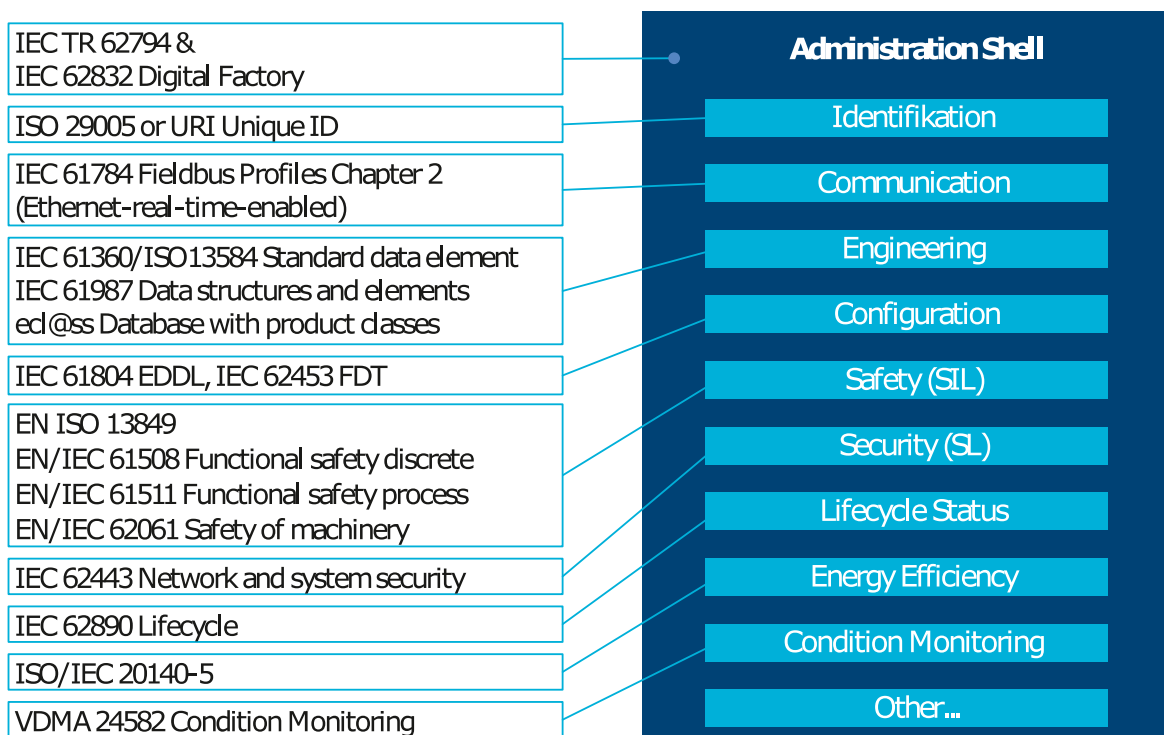 IEC TR 62794 &
IEC 62832 Digital Factory
ISO 29005 or URI Unique ID
IEC 61784 Fieldbus Profiles Chapter 2
(Ethernet-real-time-enabled)
IEC 61360/ISO13584 Standard data element
IEC 61987 Data structures and elements
ecl@ss Database with product classes
IEC 61804 EDDL, IEC 62453 FDT
EN ISO 13849
EN/IEC 61508 Functional safety discrete
EN/IEC 61511 Functional safety process
EN/IEC 62061 Safety of machinery
IEC 62443 Network and system security
IEC 62890 Lifecycle
ISO/IEC 20140-5
VDMA 24582 Condition Monitoring
Administration Shell
Identifikation
Communication
Engineering
Configuration
Safety (SIL)
Security (SL)
Lifecycle Status
Energy Efficiency
Condition Monitoring
Other...